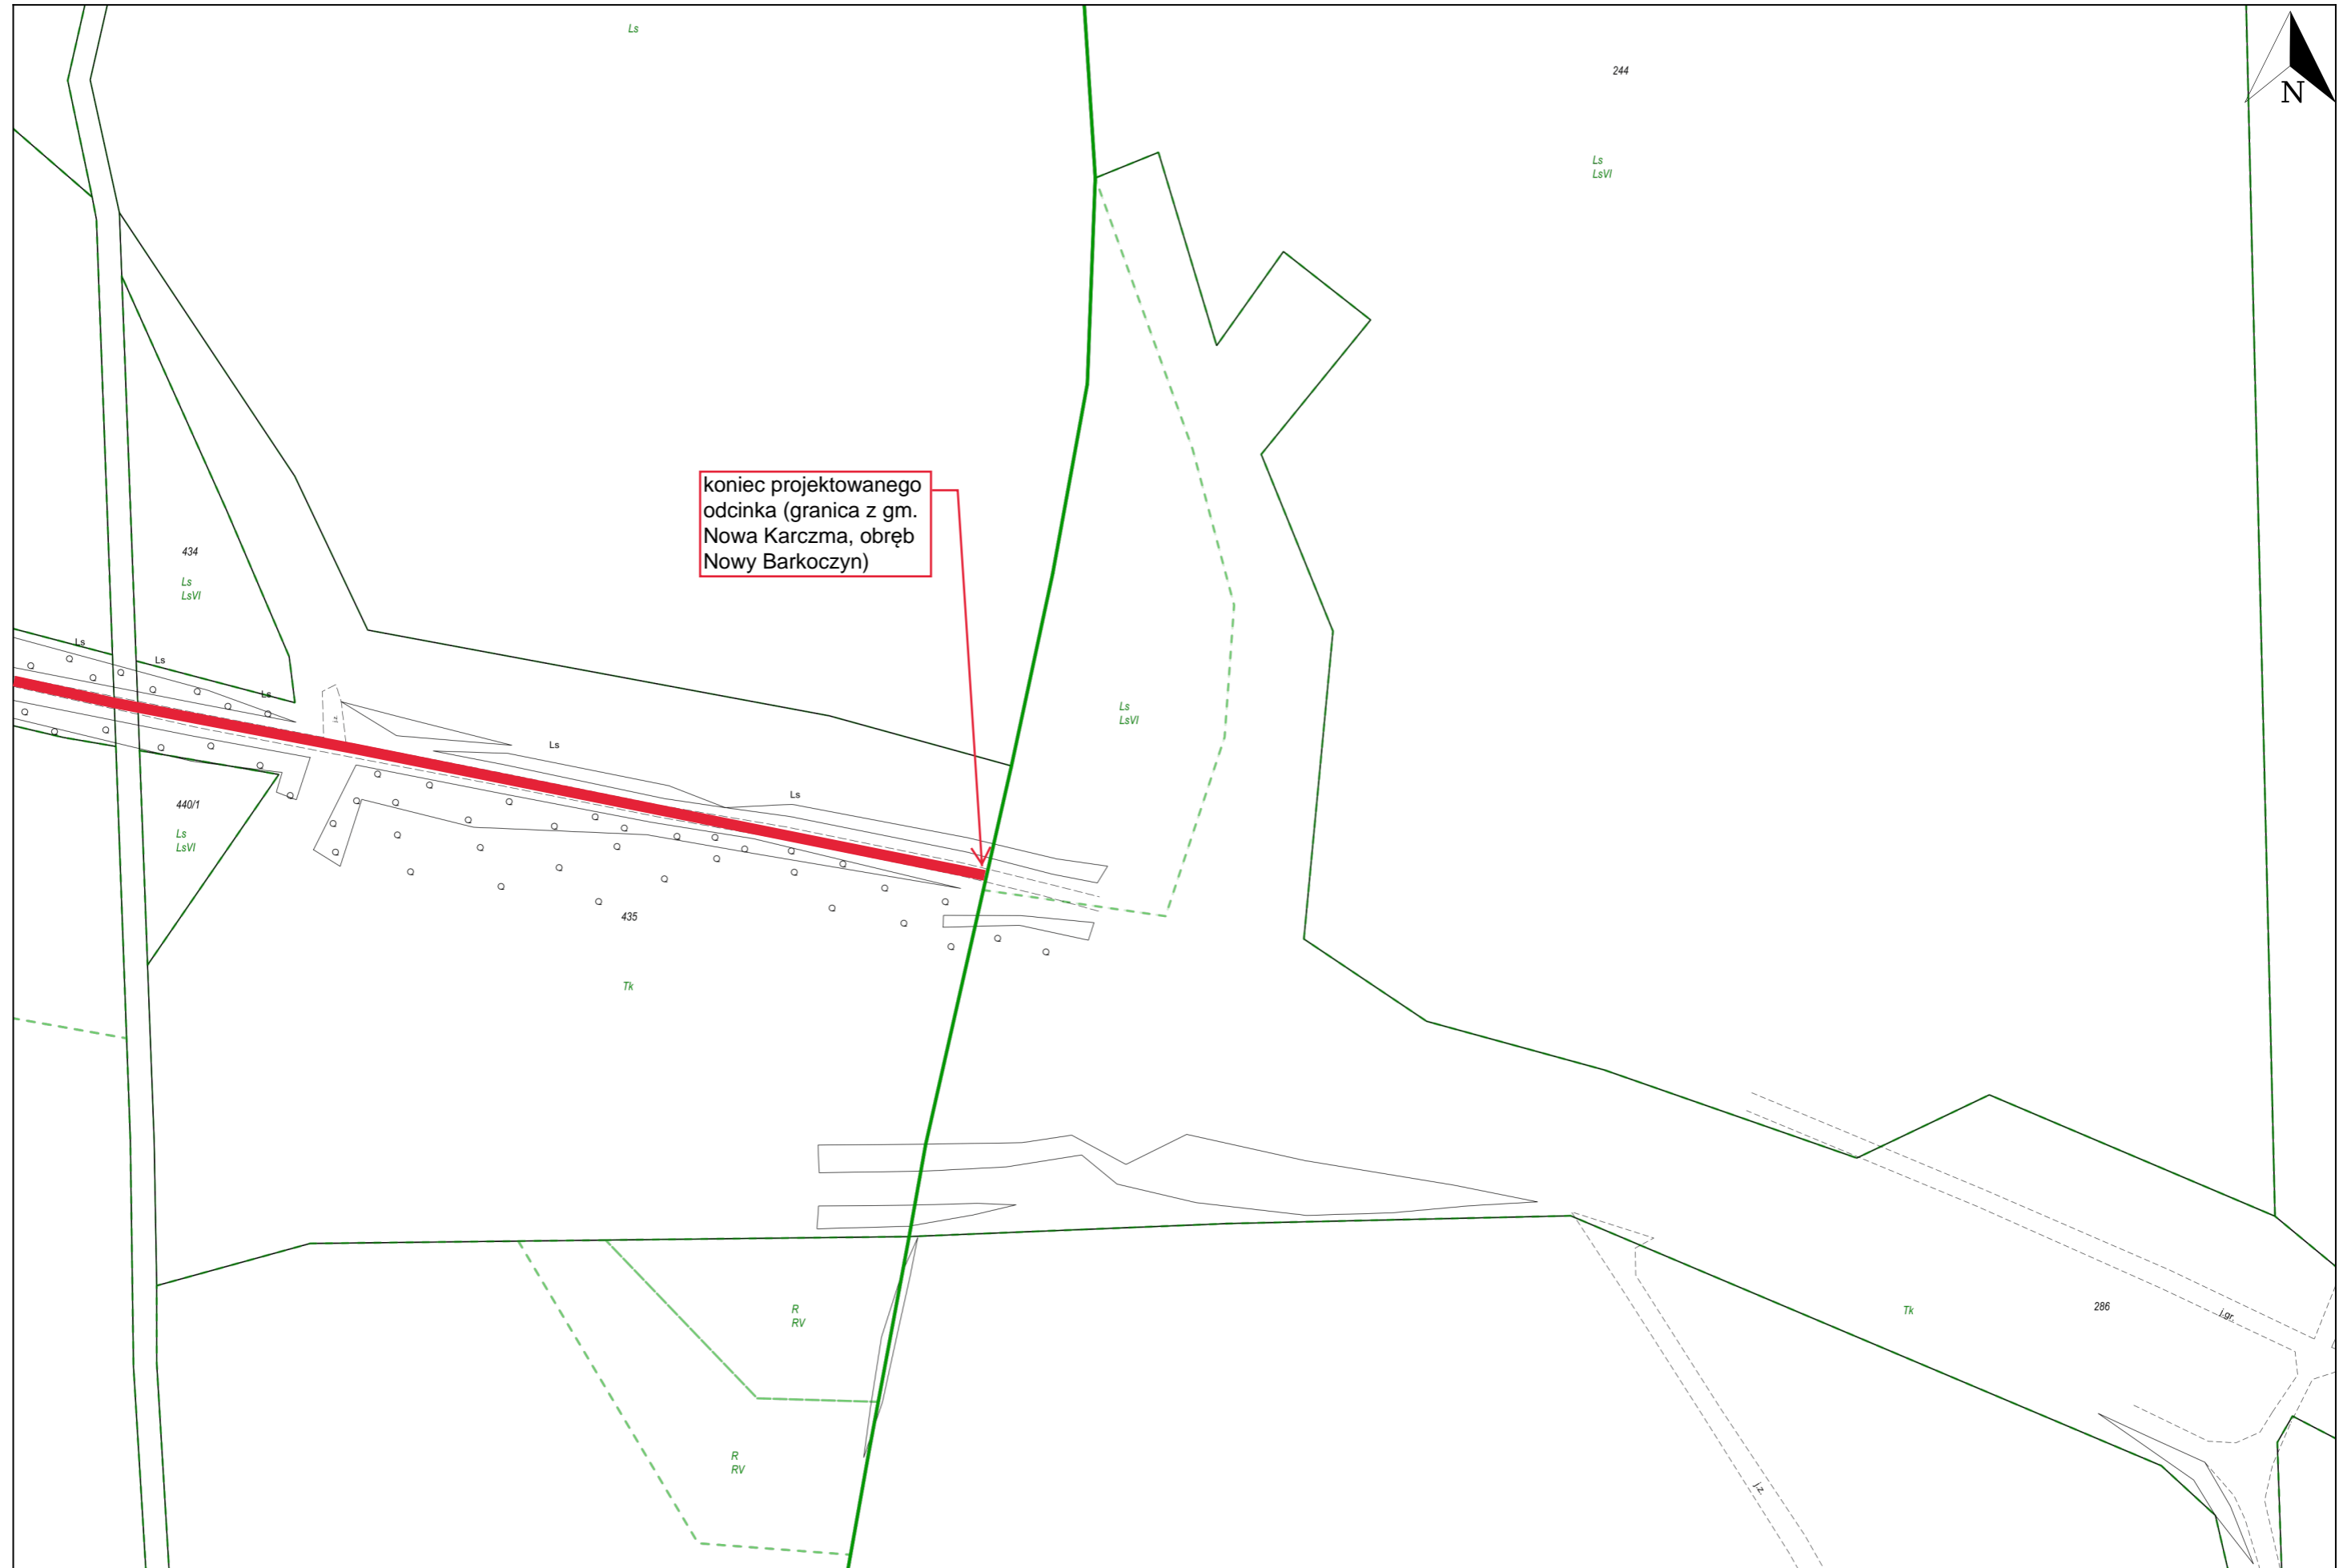 Ls
244
N
Ls
LsVI
koniec projektowanego
odcinka (granica z gm.
Nowa Karczma, obręb
Nowy Barkoczyn)
434
Ls
LsVI
Ls
Ls
Ls
Ls
LsVI
Ls
Ls
440/1
Ls
LsVI
435
Tk
R
RV
Tk
286
j.gr.
R
RV
j.z.